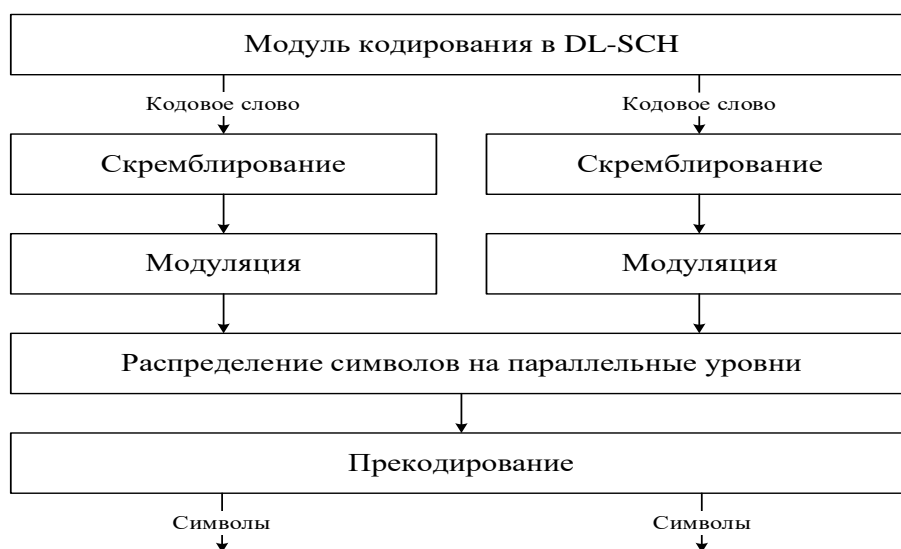 Модуль кодирования в DL-SCH
Кодовое слово
Кодовое слово
Скремблирование
Скремблирование
Модуляция
Модуляция
Распределение символов на параллельные уровни
Прекодирование
Символы
Символы